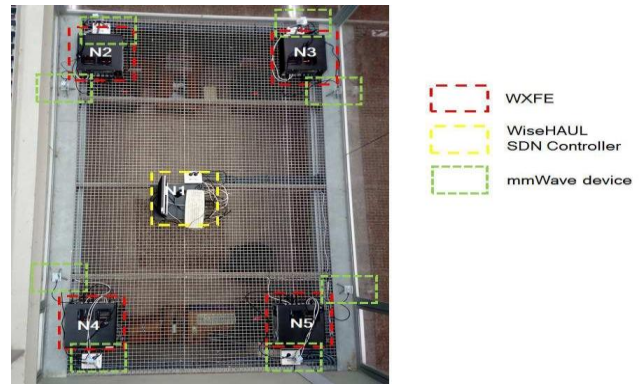 N2
N3
N1
N4
N5
WXFE
WiseHAUL
SDN Controller
mmWave device